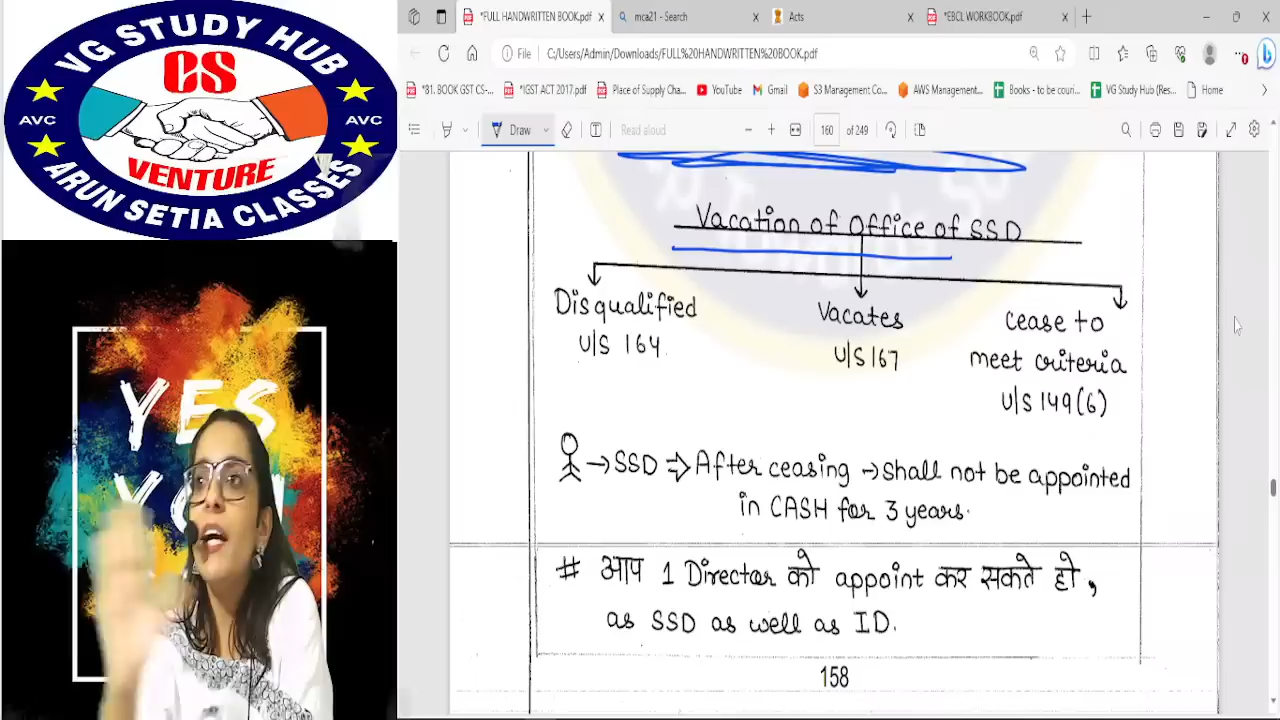 VG STUDY HUB
CS
AVC
AVC
VENTURE
ARUN SETIA CLASSES
YES
*FULL HANDWRITTEN BOOK.pdf
mca21 - Search
Acts
*EBCL WORKBOOK.pdf
File
C:/Users/Admin/Downloads/FULL%20HANDWRITTEN%20BOOK.pdf
*81. BOOK GST CS-...
*IGST ACT 2017.pdf
Place of Supply Cha...
YouTube
Gmail
S3 Management Co...
AWS Management...
Books - to be couri...
VG Study Hub (Res...
Home
Draw
Read aloud
160 of 249
Vacation of Office of SSD
Disqualified
U/S 164
Vacates
U/S 167
cease to
meet criteria
U/S 149(6)
→ SSD ⇒ After ceasing → shall not be appointed
in CASH for 3 years.
# आप 1 Director को appoint कर सकते हो,
as SSD as well as ID.
158